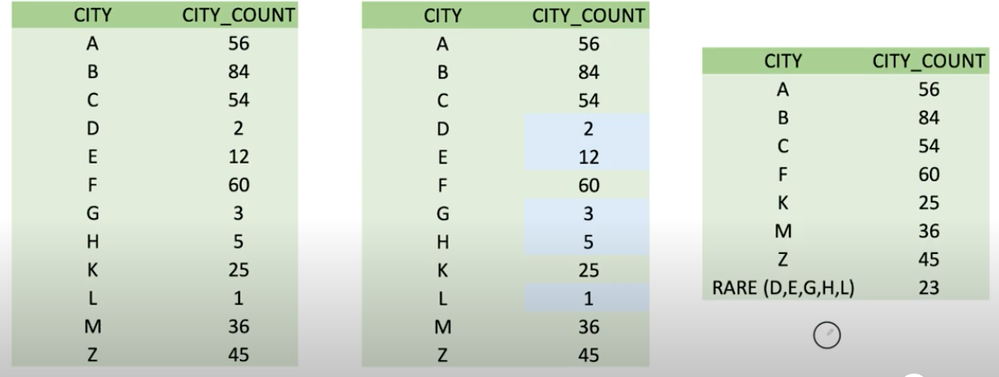 CITY CITY_COUNT
A 56
B 84
C 54
D 2
E 12
F 60
G 3
H 5
K 25
L 1
M 36
Z 45
CITY CITY_COUNT
A 56
B 84
C 54
D 2
E 12
F 60
G 3
H 5
K 25
L 1
M 36
Z 45
CITY CITY_COUNT
A 56
B 84
C 54
F 60
K 25
M 36
Z 45
RARE (D,E,G,H,L) 23